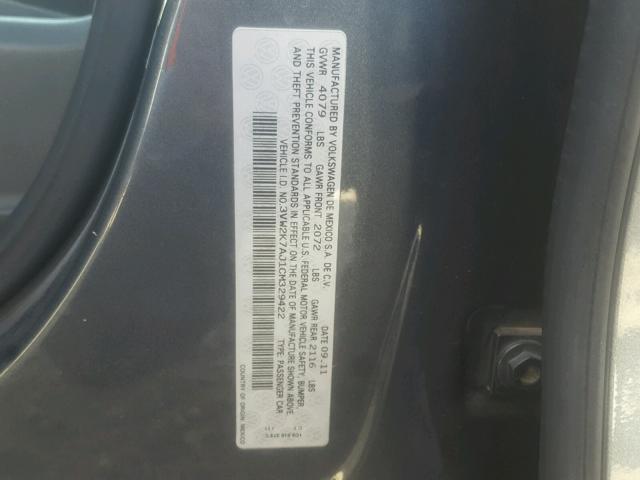 MANUFACTURED BY VOLKSWAGEN DE MEXICO S.A. DE C.V.
DATE 09.11
GVWR 4079 LBS GAWR FRONT 2072 LBS GAWR REAR 2116 LBS
THIS VEHICLE CONFORMS TO ALL APPLICABLE U.S. FEDERAL MOTOR VEHICLE SAFETY, BUMPER
AND THEFT PREVENTION STANDARDS IN EFFECT ON THE DATE OF MANUFACTURE SHOWN ABOVE.
VEHICLE I.D. NO.3VW2K7AJ1CM329422 TYPE: PASSENGER CAR
COUNTRY OF ORIGIN: MEXICO